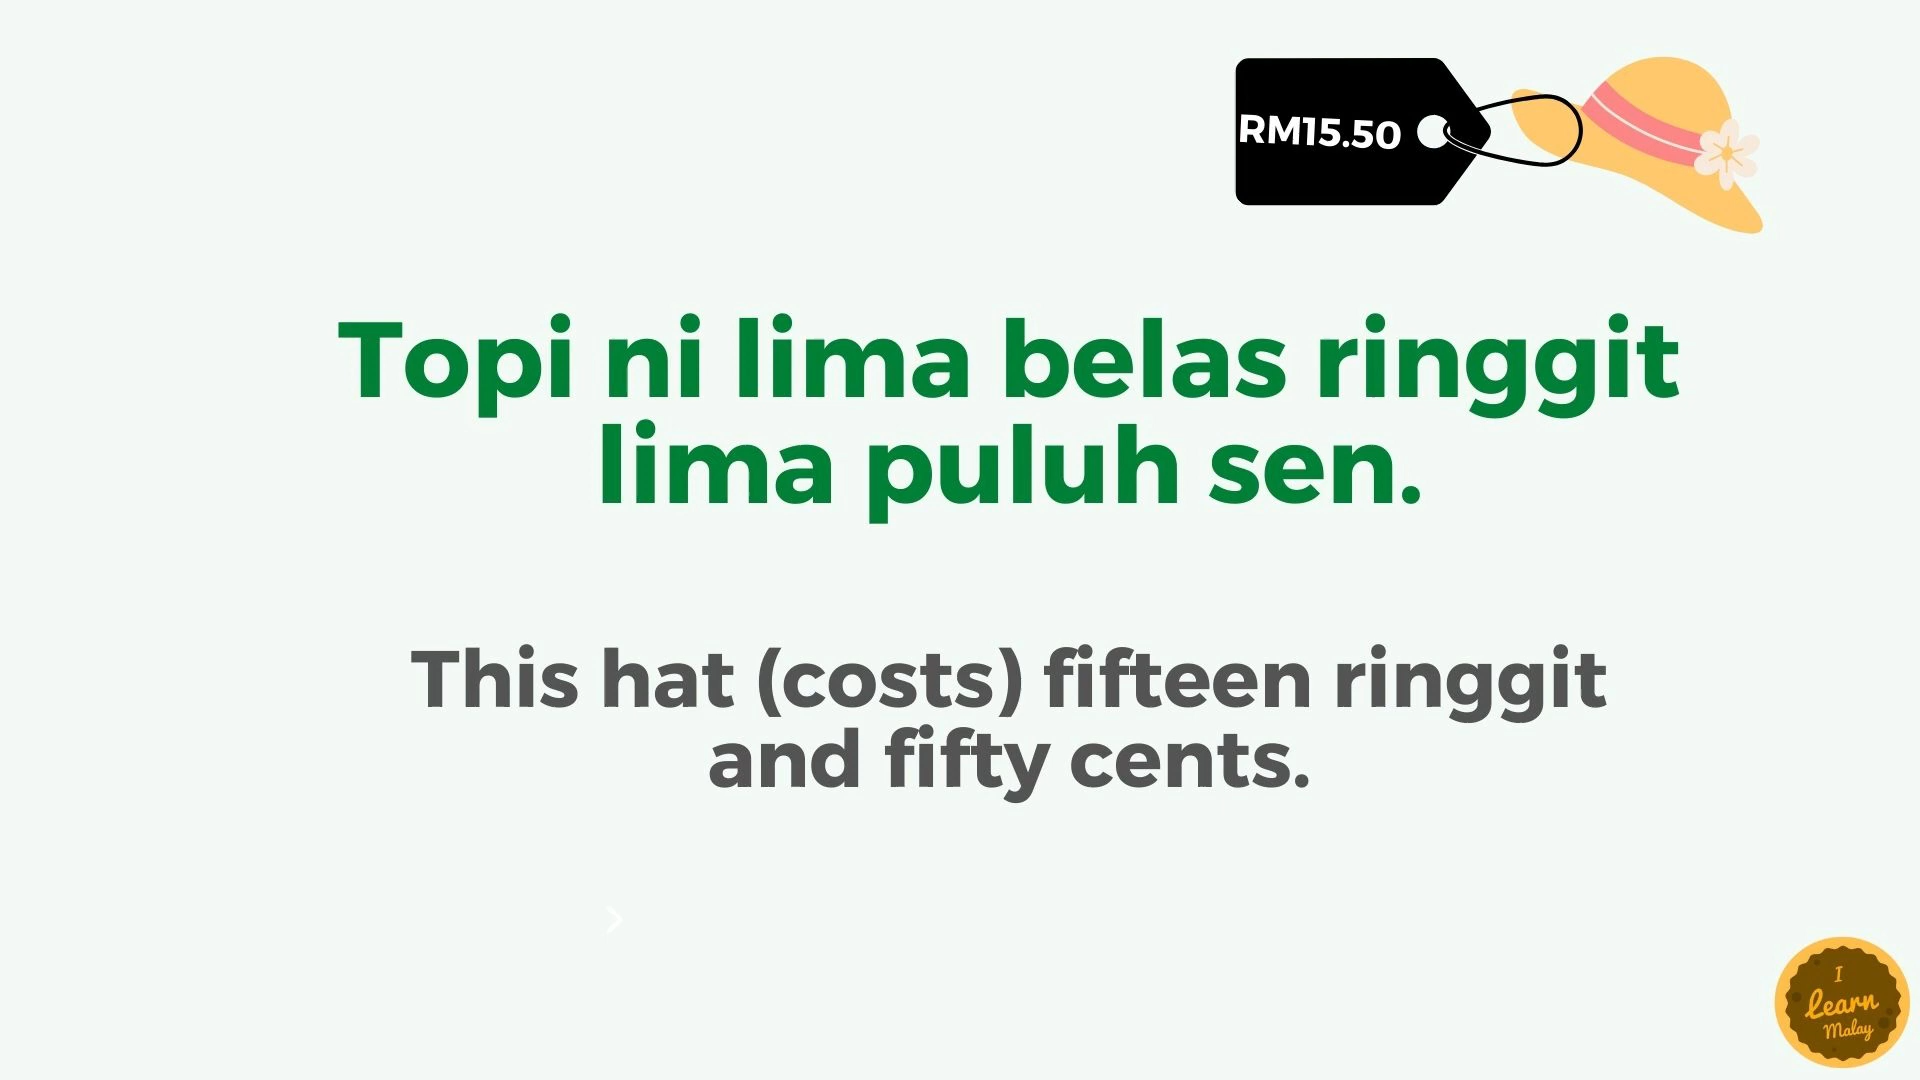 RM15.50
Topi ni lima belas ringgit
lima puluh sen.
This hat (costs) fifteen ringgit
and fifty cents.
I
Learn
Malay